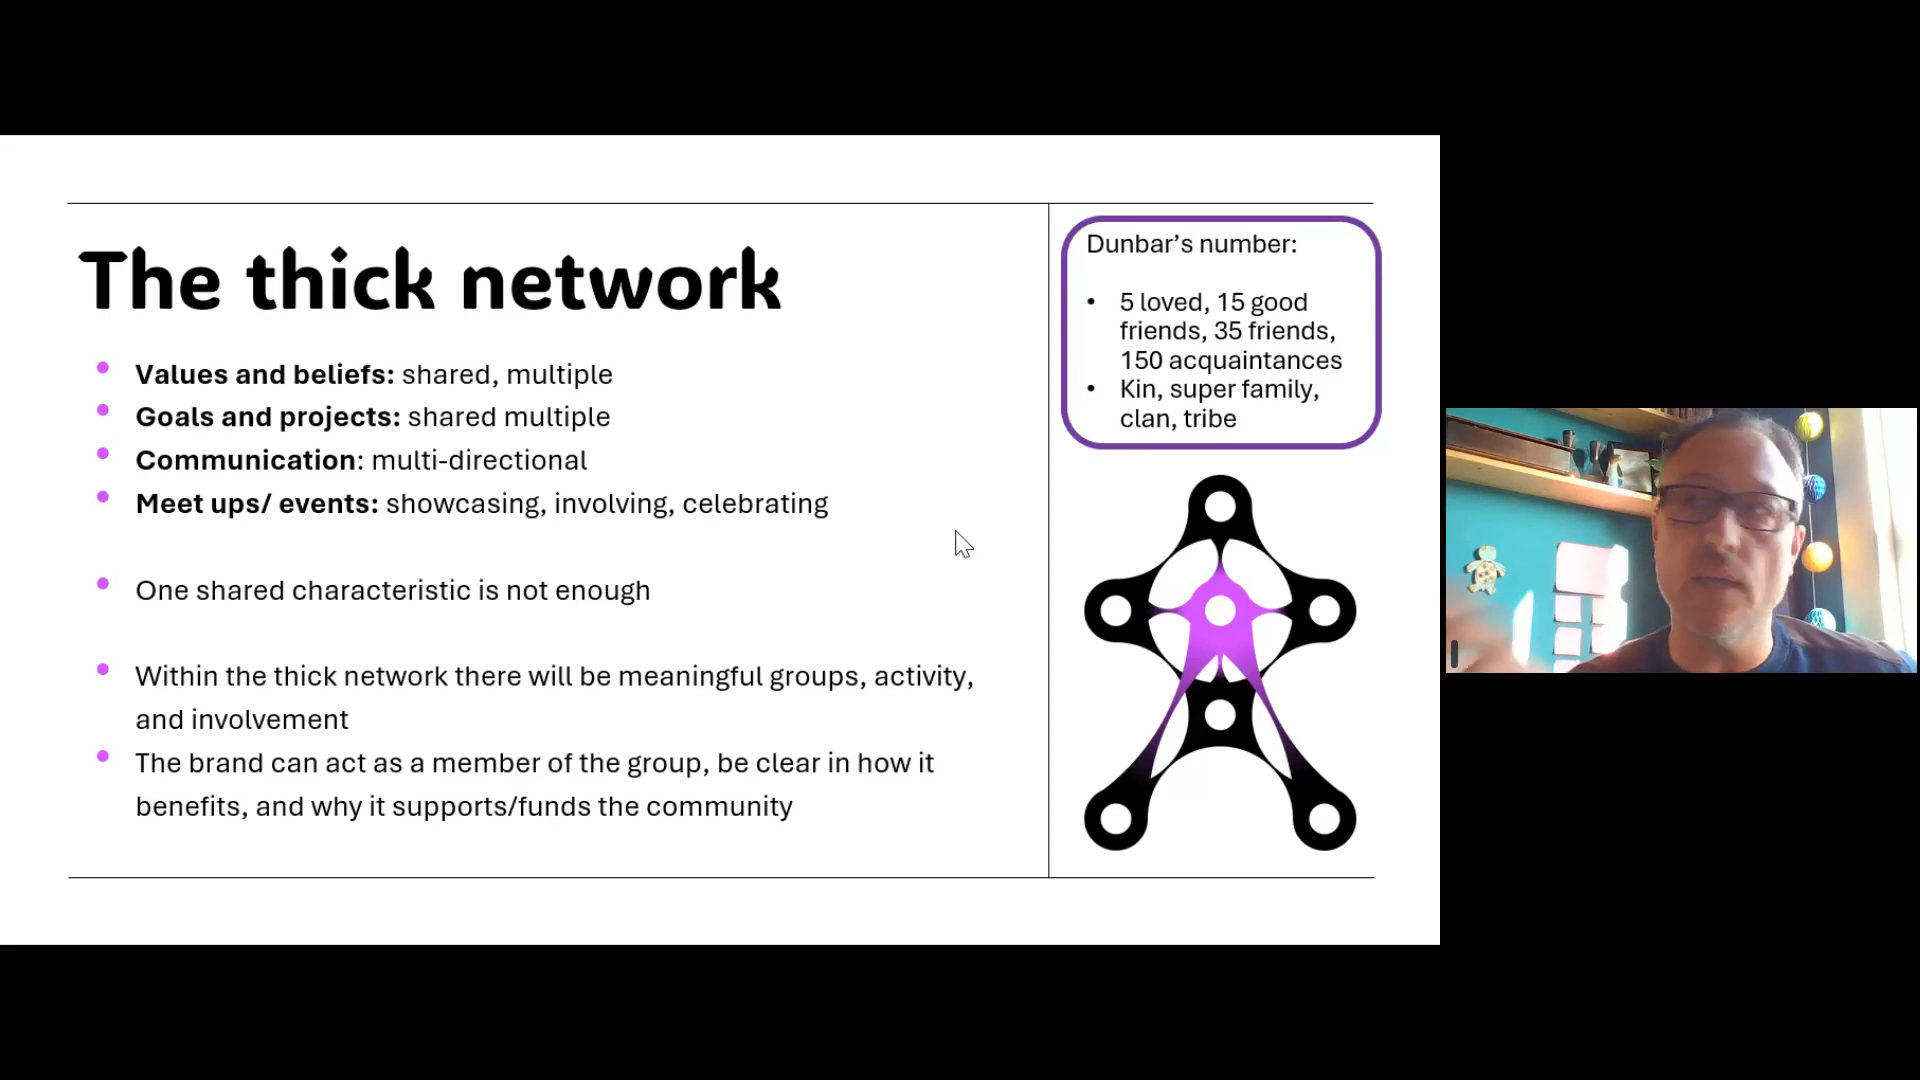 The thick network
Values and beliefs: shared, multiple
Goals and projects: shared multiple
Communication: multi-directional
Meet ups/ events: showcasing, involving, celebrating
One shared characteristic is not enough
Within the thick network there will be meaningful groups, activity,
and involvement
The brand can act as a member of the group, be clear in how it
benefits, and why it supports/funds the community
Dunbar’s number:
5 loved, 15 good
friends, 35 friends,
150 acquaintances
Kin, super family,
clan, tribe